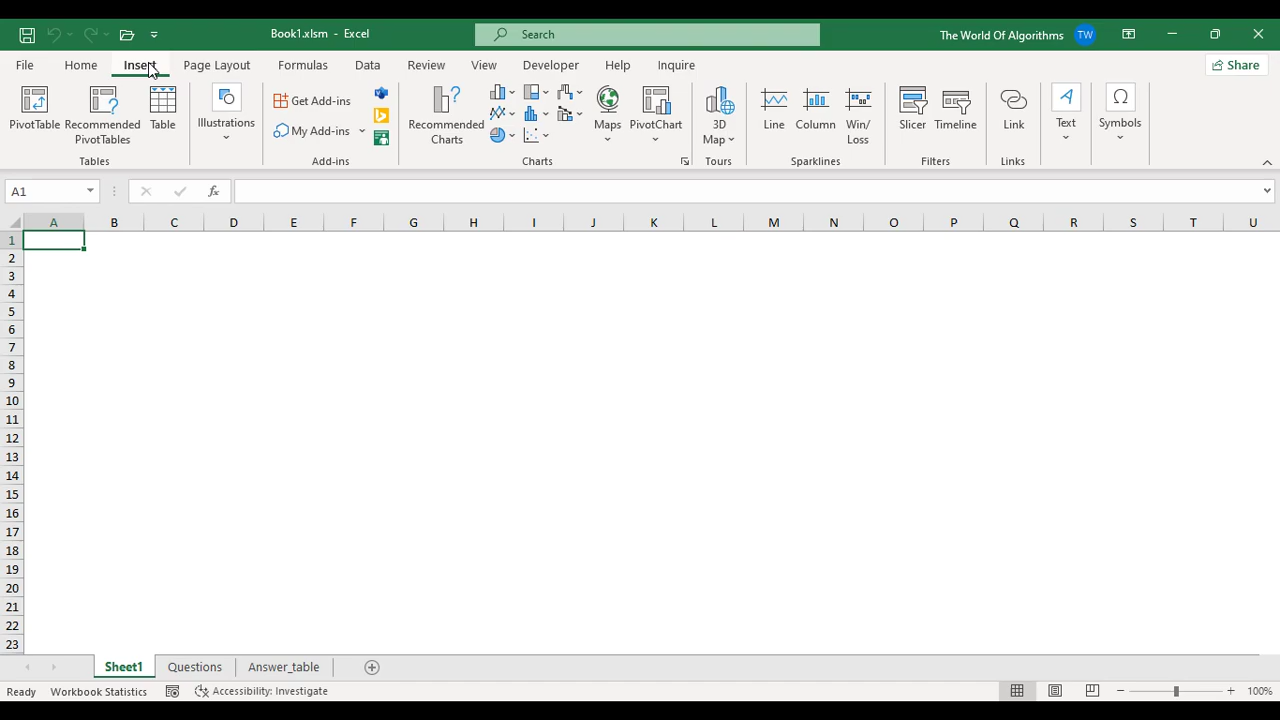 Book1.xlsm - Excel
Search
The World Of Algorithms TW
File Home Insert Page Layout Formulas Data Review View Developer Help Inquire Share
PivotTable
Recommended
PivotTables
Table
Tables
Illustrations
Get Add-ins
My Add-ins
Add-ins
Recommended
Charts
Maps
PivotChart
Charts
3D
Map
Tours
Line
Column
Win/
Loss
Sparklines
Slicer
Timeline
Filters
Link
Links
Text
Symbols
A1 fx
A B C D E F G H I J K L M N O P Q R S T U
1
2
3
4
5
6
7
8
9
10
11
12
13
14
15
16
17
18
19
20
21
22
23
Sheet1 Questions Answer_table
Ready Workbook Statistics Accessibility: Investigate 100%